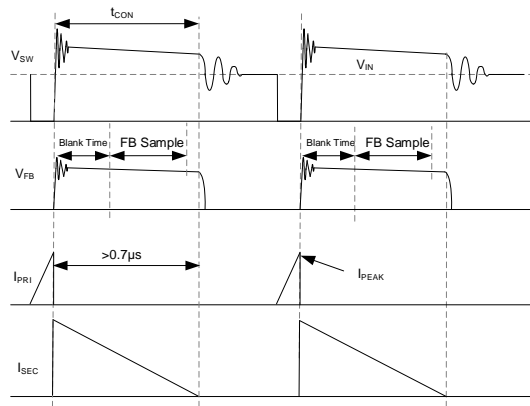 tCON
VSW
VIN
Blank Time
FB Sample
Blank Time
FB Sample
VFB
>0.7µs
IPRI
IPEAK
ISEC